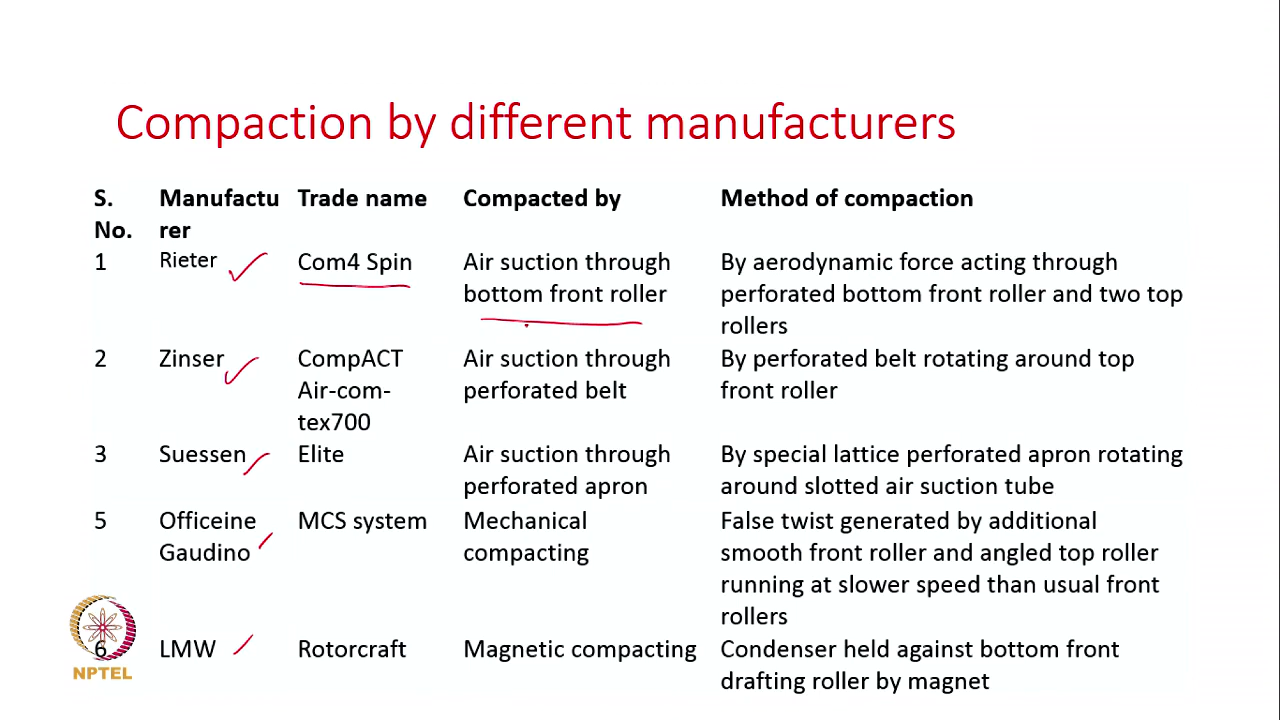 Compaction by different manufacturers
S. No. Manufacturer Trade name Compacted by Method of compaction
1 Rieter Com4 Spin Air suction through bottom front roller By aerodynamic force acting through perforated bottom front roller and two top rollers
2 Zinser CompACT Air-com-tex700 Air suction through perforated belt By perforated belt rotating around top front roller
3 Suessen Elite Air suction through perforated apron By special lattice perforated apron rotating around slotted air suction tube
5 Officeine Gaudino MCS system Mechanical compacting False twist generated by additional smooth front roller and angled top roller running at slower speed than usual front rollers
6 LMW Rotorcraft Magnetic compacting Condenser held against bottom front drafting roller by magnet
NPTEL